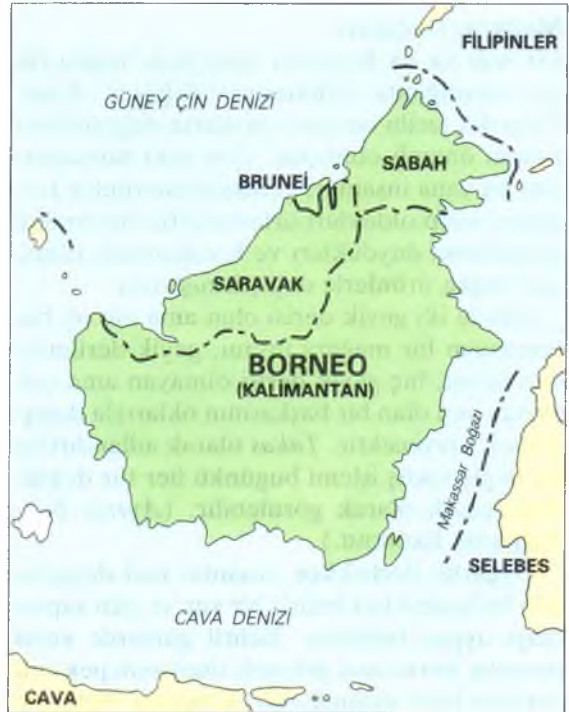 FİLİPİNLER
GÜNEY ÇİN DENİZİ
SABAH
BRUNEİ
SARAVAK
BORNEO
(KALİMANTAN)
Makassar Boğazı
SELEBES
CAVA DENİZİ
CAVA